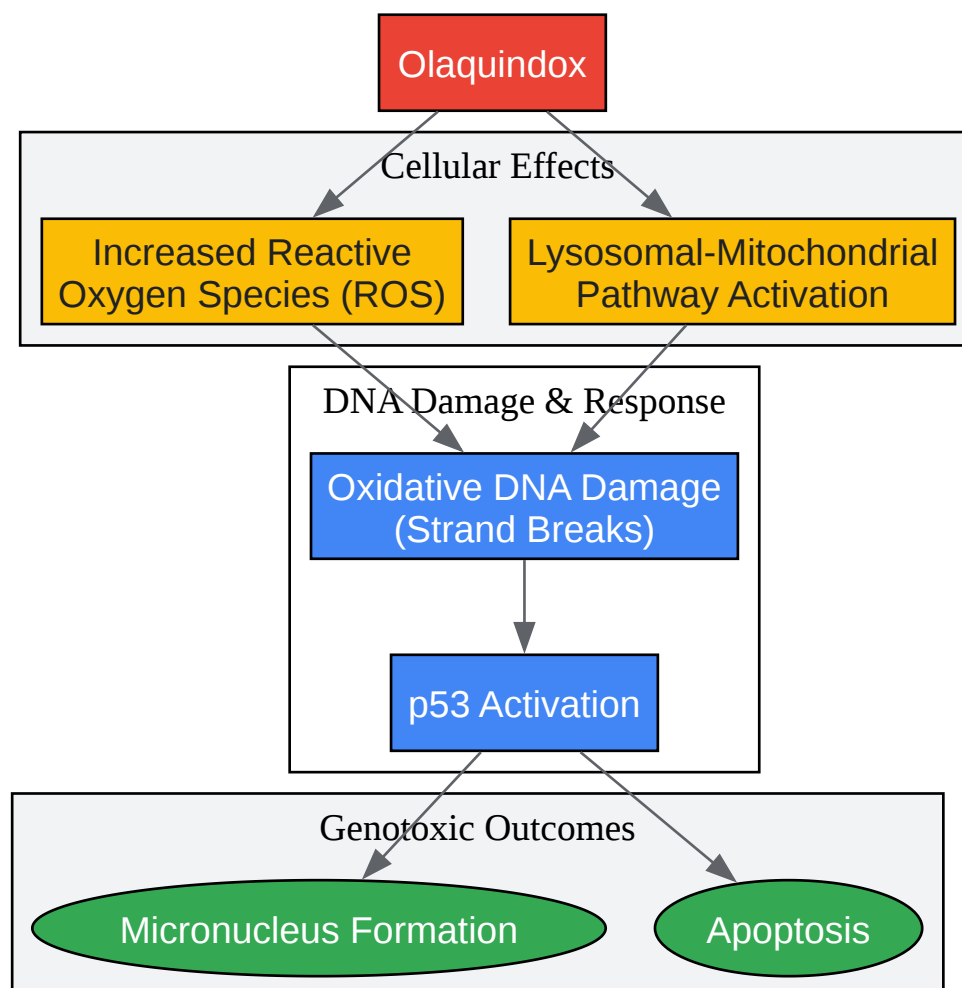 Olaquindox
Cellular Effects
Increased Reactive
Oxygen Species (ROS)
Lysosomal-Mitochondrial
Pathway Activation
DNA Damage & Response
Oxidative DNA Damage
(Strand Breaks)
p53 Activation
Genotoxic Outcomes
Micronucleus Formation
Apoptosis